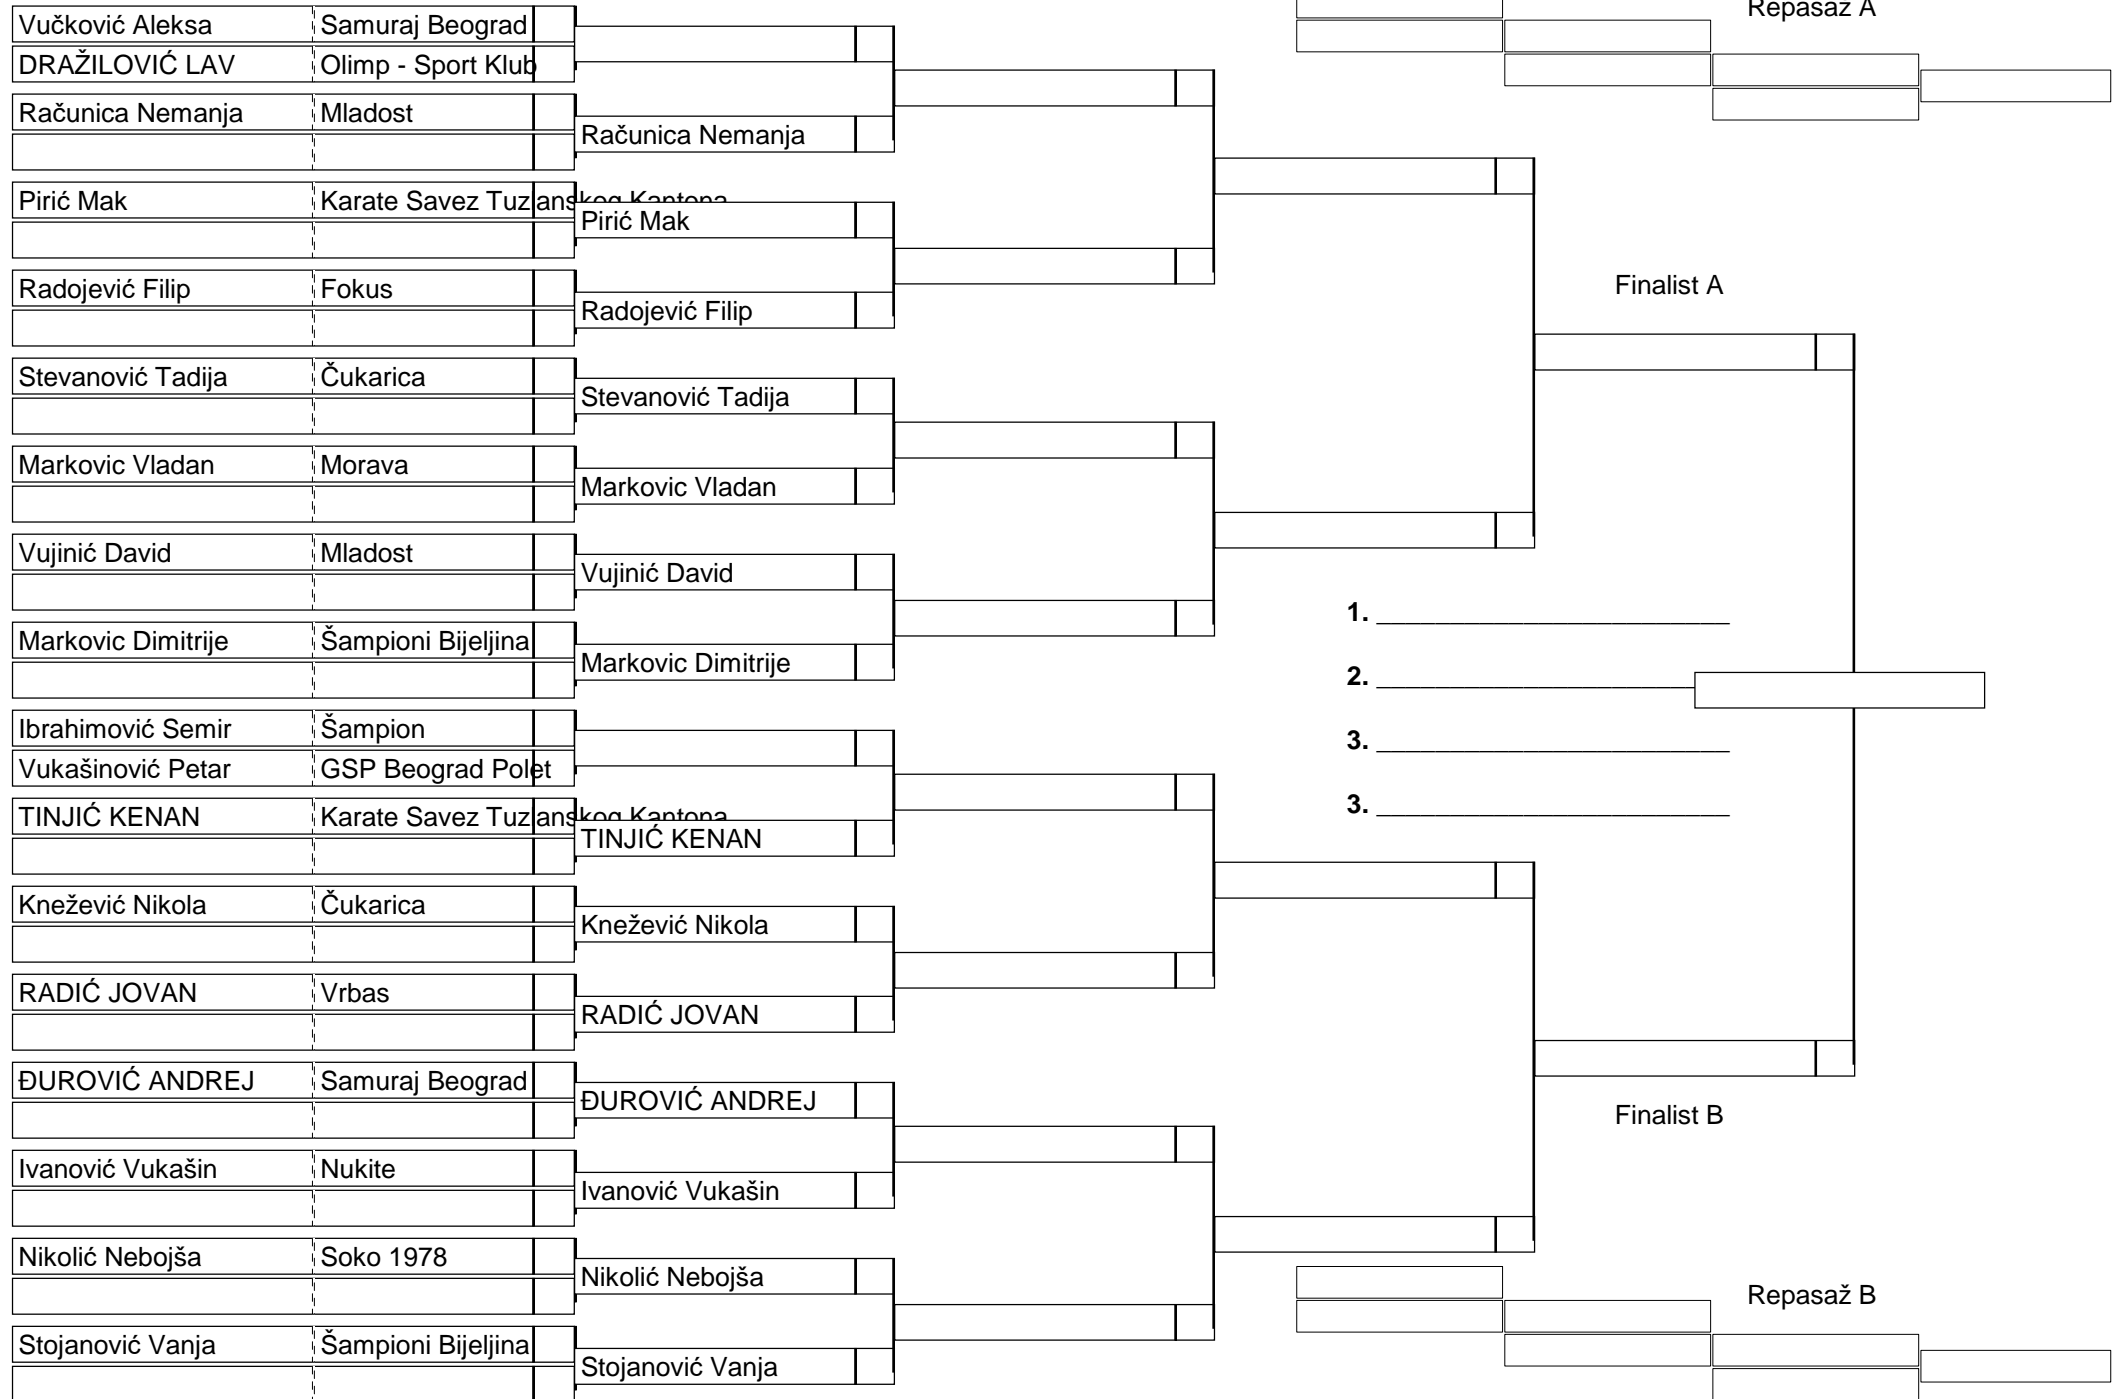 Repasaž A
Vučković Aleksa Samuraj Beograd
DRAŽILOVIĆ LAV Olimp - Sport Klub
Računica Nemanja Mladost
Računica Nemanja
Pirić Mak Karate Savez Tuzlanskog Kantona
Pirić Mak
Radojević Filip Fokus
Finalist A
Radojević Filip
Stevanović Tadija Čukarica
Stevanović Tadija
Markovic Vladan Morava
Markovic Vladan
Vujinić David Mladost
Vujinić David
1. ________________________
Markovic Dimitrije Šampioni Bijeljina
Markovic Dimitrije
2. ________________________
Ibrahimović Semir Šampion
3. ________________________
Vukašinović Petar GSP Beograd Polet
3. ________________________
TINJIĆ KENAN Karate Savez Tuzlanskog Kantona
TINJIĆ KENAN
Knežević Nikola Čukarica
Knežević Nikola
RADIĆ JOVAN Vrbas
RADIĆ JOVAN
ĐUROVIĆ ANDREJ Samuraj Beograd
ĐUROVIĆ ANDREJ
Finalist B
Ivanović Vukašin Nukite
Ivanović Vukašin
Nikolić Nebojša Soko 1978
Nikolić Nebojša
Repasaž B
Stojanović Vanja Šampioni Bijeljina
Stojanović Vanja